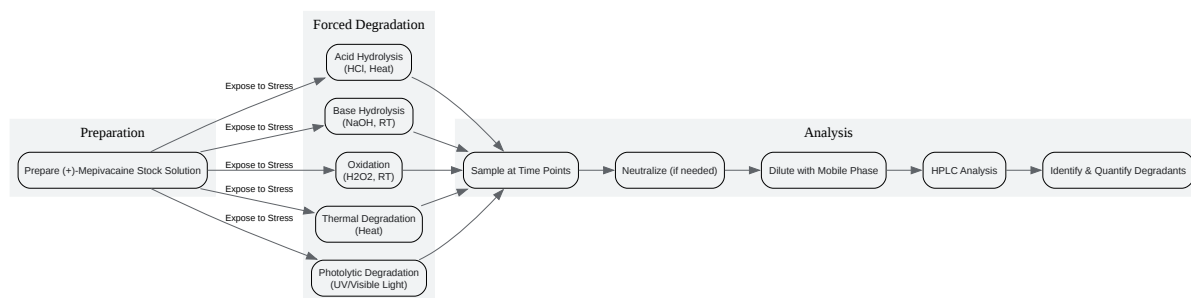 Forced Degradation
Acid Hydrolysis
(HCl, Heat)
Expose to Stress
Base Hydrolysis
(NaOH, RT)
Expose to Stress
Preparation
Analysis
Prepare (+)-Mepivacaine Stock Solution
Expose to Stress
Oxidation
(H2O2, RT)
Sample at Time Points
Neutralize (if needed)
Dilute with Mobile Phase
HPLC Analysis
Identify & Quantify Degradants
Expose to Stress
Thermal Degradation
(Heat)
Expose to Stress
Photolytic Degradation
(UV/Visible Light)